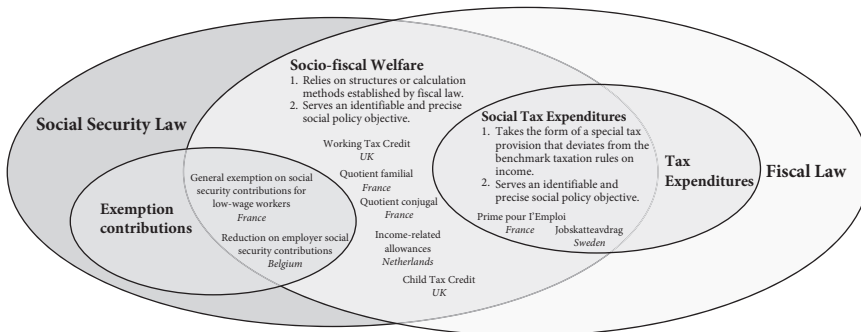 Socio-fiscal Welfare
1. Relies on structures or calculation
methods established by fiscal law.
2. Serves an identifiable and precise
social policy objective.
Social Security Law
Working Tax Credit
UK
General exemption on social
security contributions for
low-wage workers
France
Exemption
contributions
Reduction on employer social
security contributions
Belgium
Quotient familial
France
Quotient conjugal
France
Income-related
allowances
Netherlands
Child Tax Credit
UK
Social Tax Expenditures
1. Takes the form of a special tax
provision that deviates from the
benchmark taxation rules on
income.
2. Serves an identifiable and
precise social policy objective.
Prime pour I'Emploi
France
Jobskatteavdrag
Sweden
Tax
Expenditures
Fiscal Law